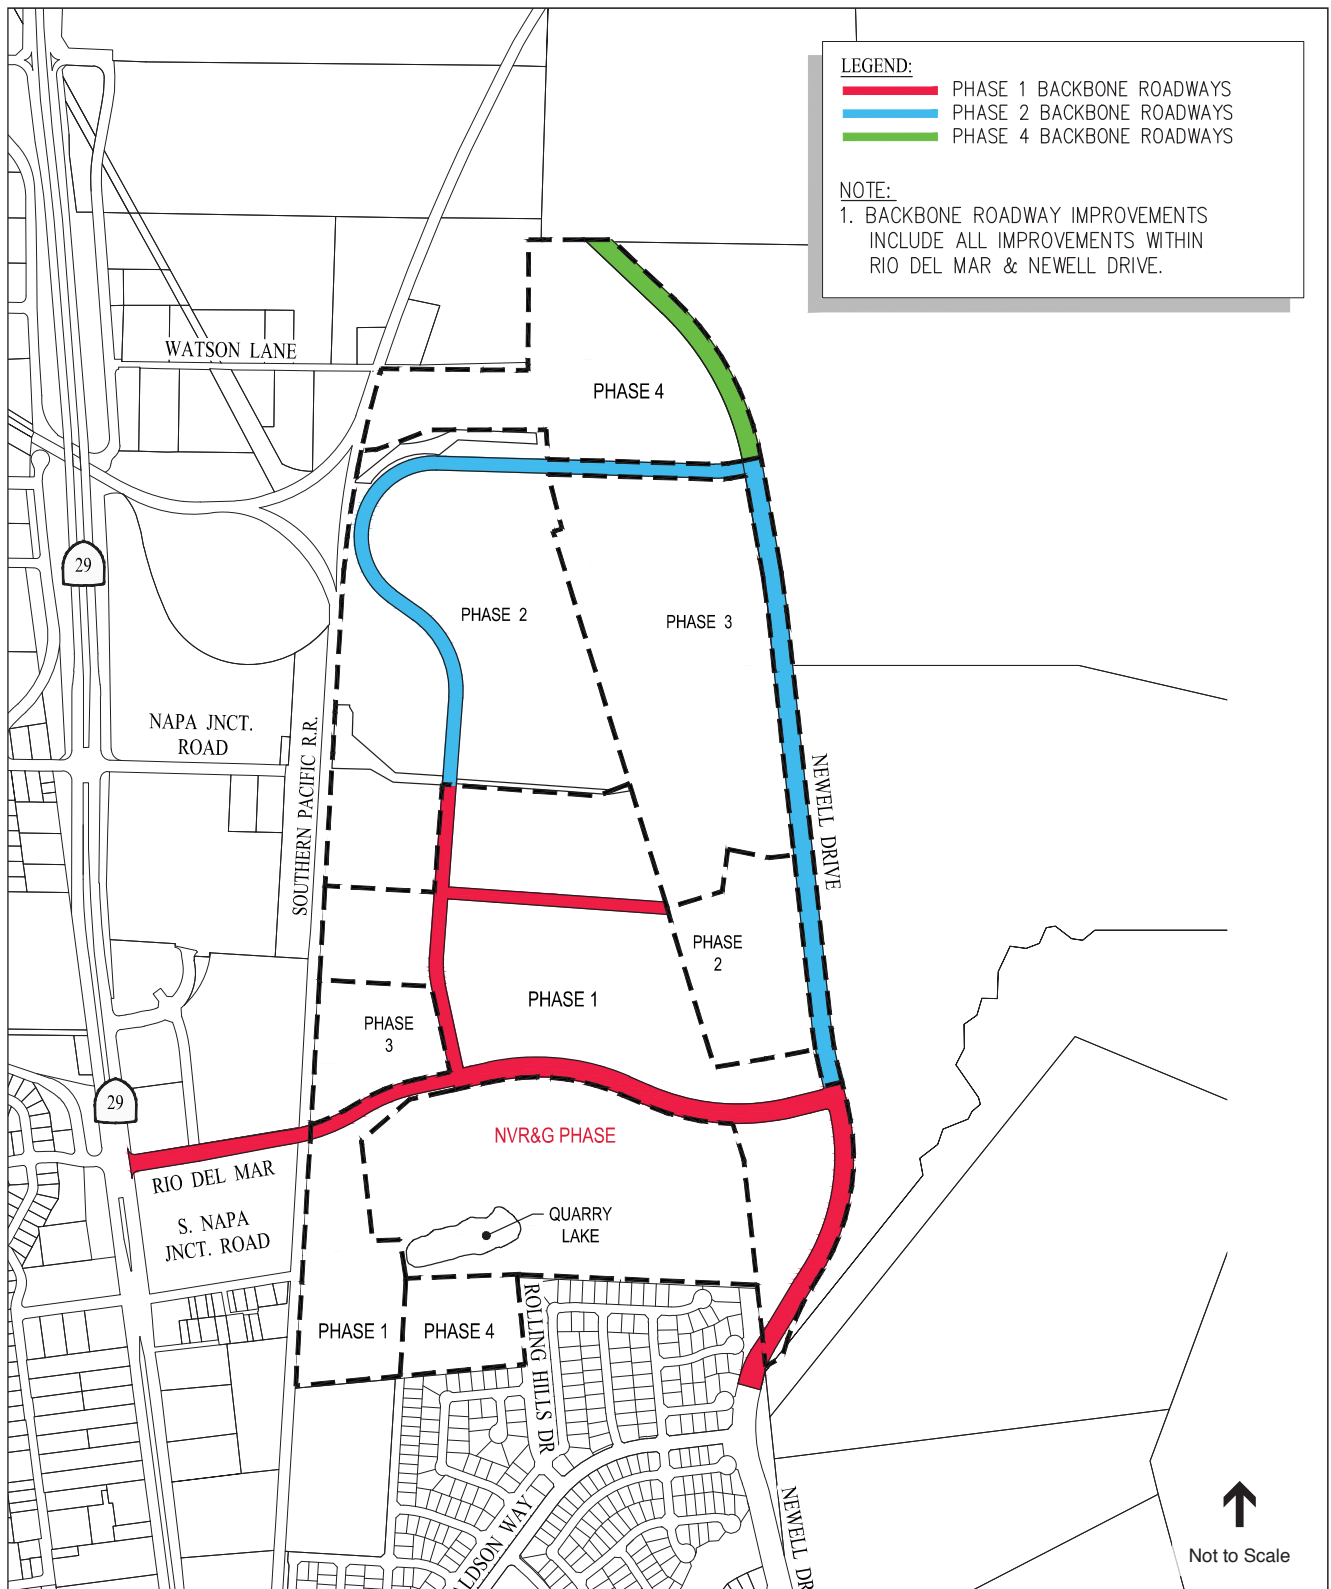 LEGEND:
PHASE 1 BACKBONE ROADWAYS
PHASE 2 BACKBONE ROADWAYS
PHASE 4 BACKBONE ROADWAYS
NOTE:
1. BACKBONE ROADWAY IMPROVEMENTS
INCLUDE ALL IMPROVEMENTS WITHIN
RIO DEL MAR & NEWELL DRIVE.
WATSON LANE
PHASE 4
29
PHASE 2
PHASE 3
NAPA JNCT.
ROAD
SOUTHERN PACIFIC R.R.
NEWELL DRIVE
PHASE
2
PHASE 1
PHASE
3
29
NVR&G PHASE
RIO DEL MAR
S. NAPA
JNCT. ROAD
QUARRY
LAKE
PHASE 1
PHASE 4
ROLLING HILLS DR
LDSON WAY
NEWELL DR
Not to Scale